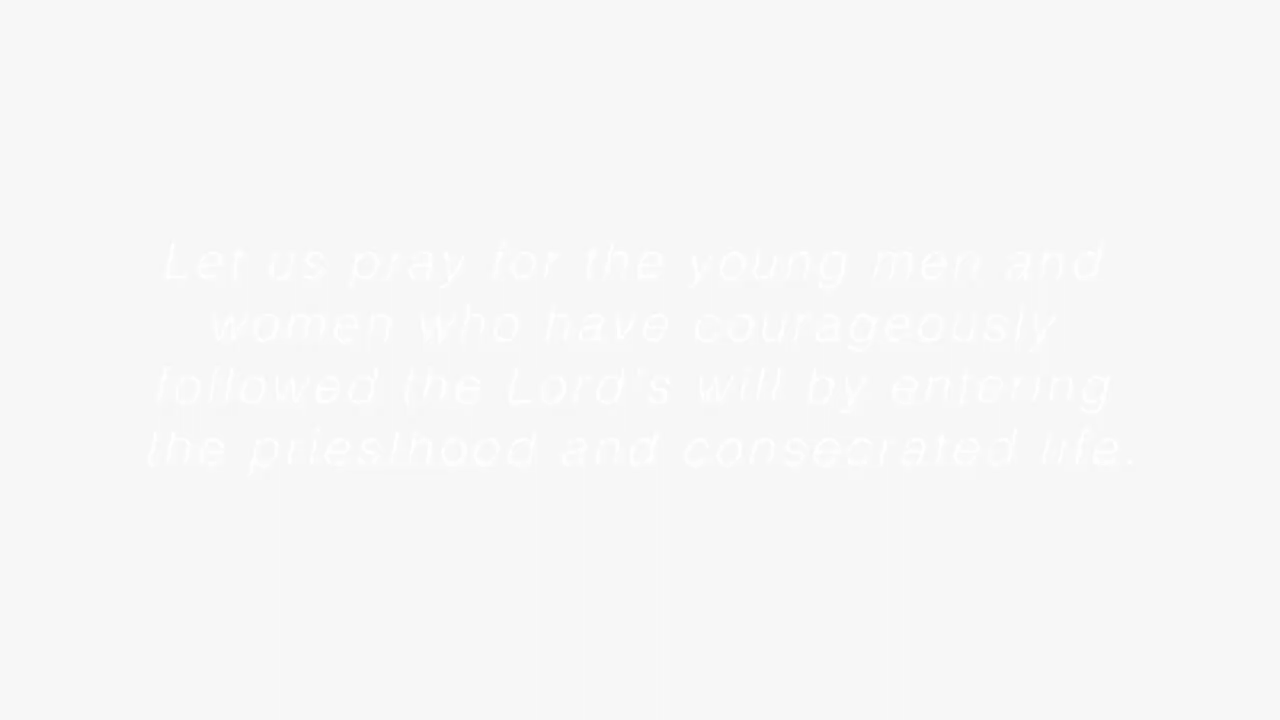 Let us pray for the young men and
women who have courageously
followed the Lord's will by entering
the priesthood and consecrated life.